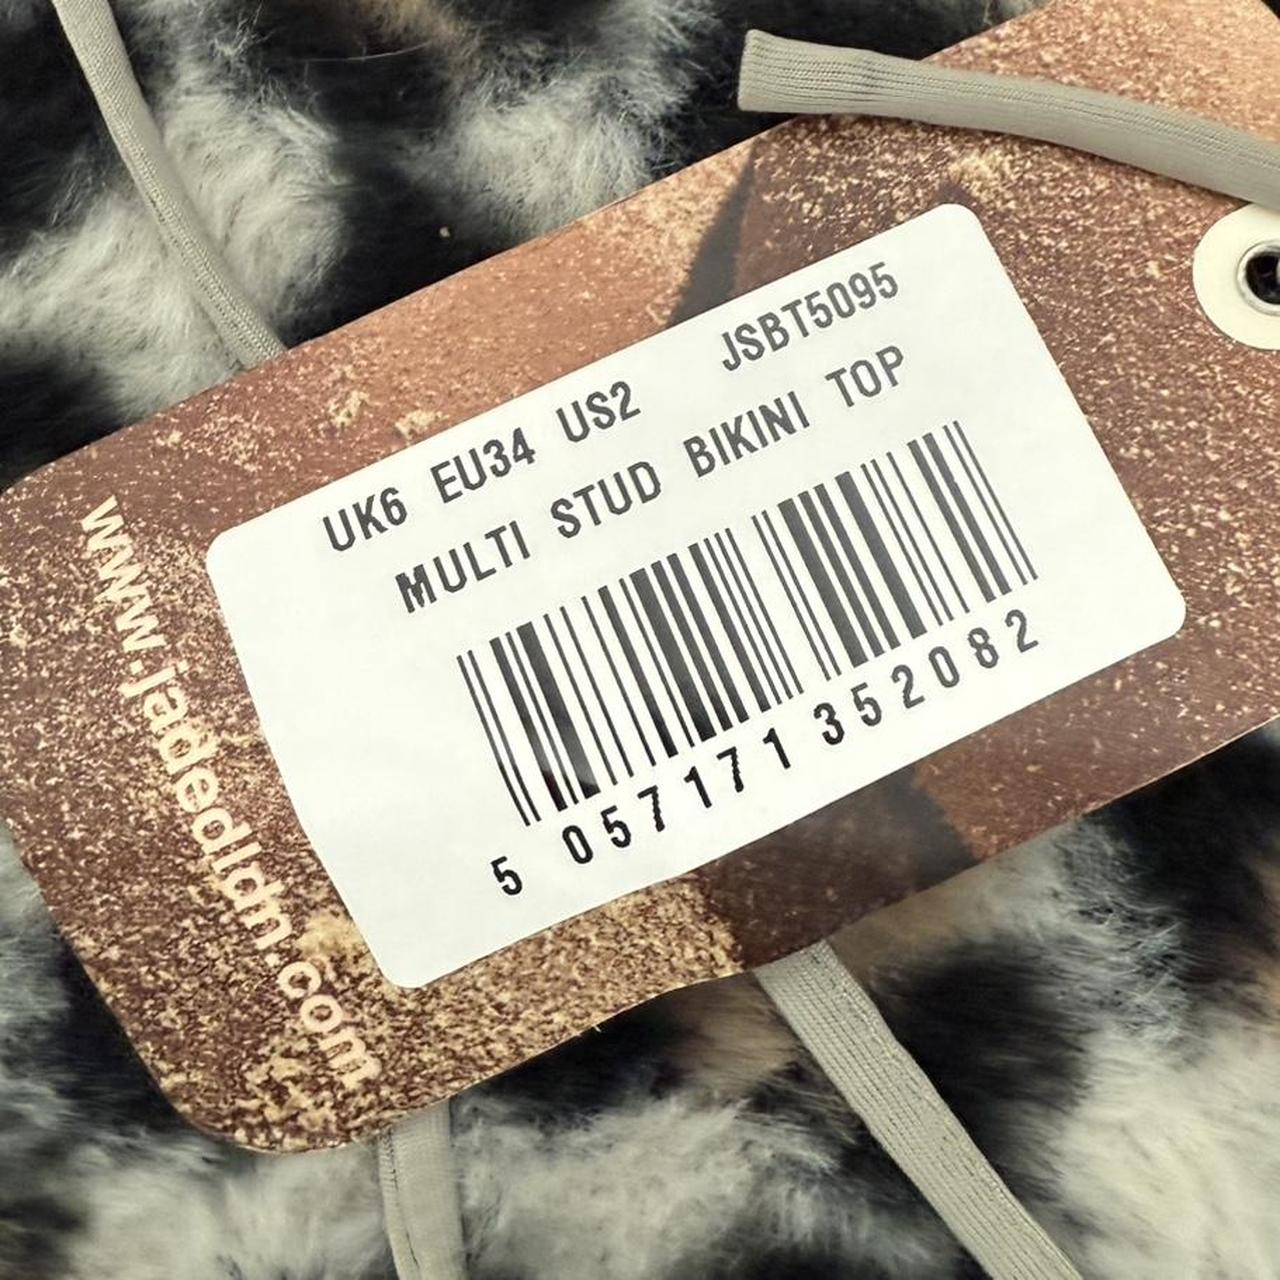 UK6 EU34 US2 JSBT5095
MULTI STUD BIKINI TOP
5 057171 352082
www.jadedldn.com